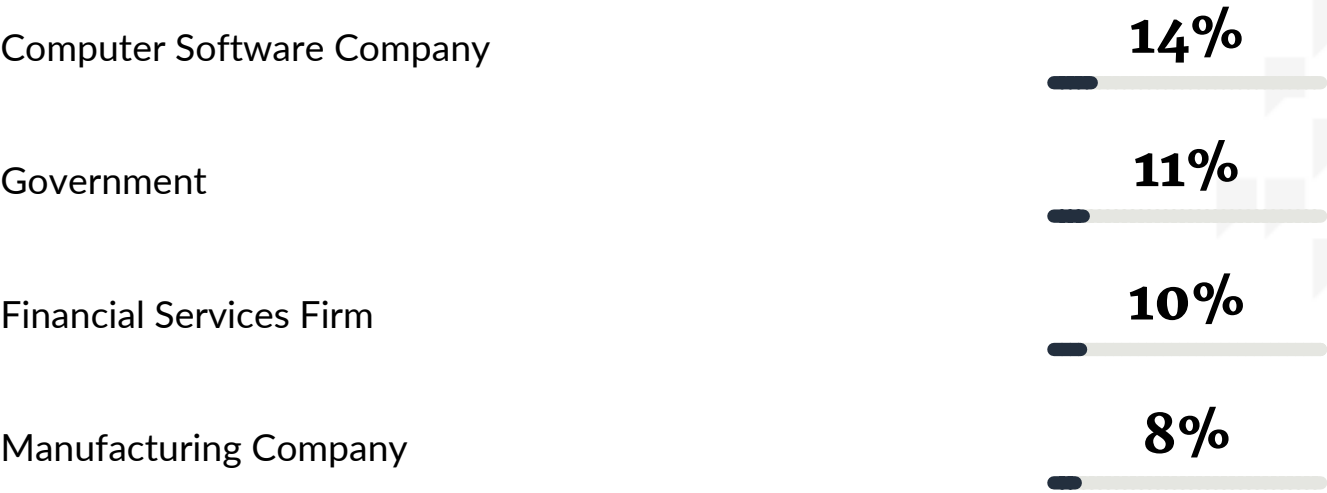 Computer Software Company 14%
Government 11%
Financial Services Firm 10%
Manufacturing Company 8%